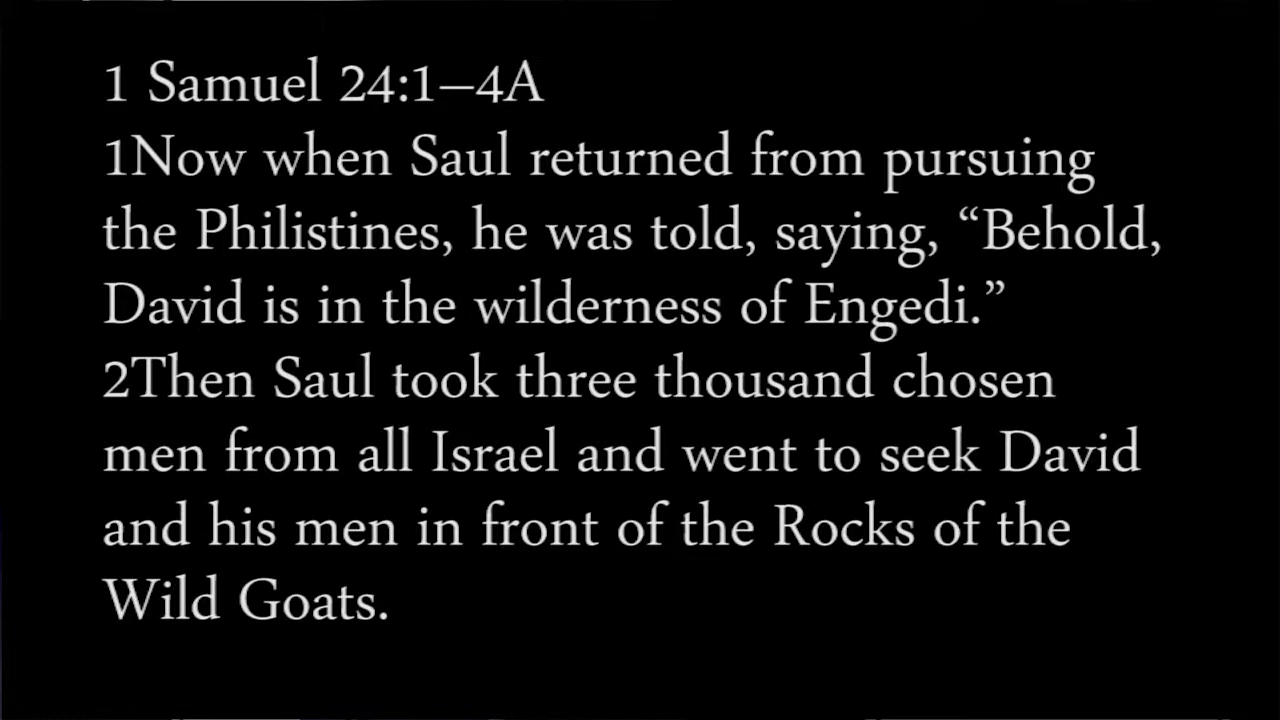 1 Samuel 24:1–4A
1Now when Saul returned from pursuing
the Philistines, he was told, saying, “Behold,
David is in the wilderness of Engedi.”
2Then Saul took three thousand chosen
men from all Israel and went to seek David
and his men in front of the Rocks of the
Wild Goats.